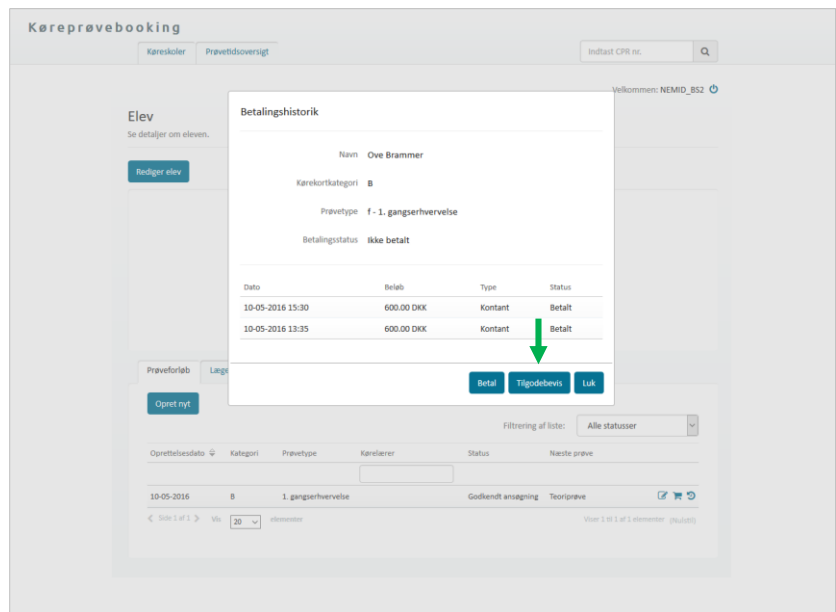 Køreprøvebooking
Køreskoler Prøvetidsoversigt Indtast CPR nr.
Velkommen: NEMID_BS2
Elev
Se detaljer om eleven.
Rediger elev
Betalingshistorik
Navn Ove Brammer
Kørekortkategori B
Prøvetype f - 1. gangserhvervelse
Betalingsstatus Ikke betalt
Dato Beløb Type Status
10-05-2016 15:30 600.00 DKK Kontant Betalt
10-05-2016 13:35 600.00 DKK Kontant Betalt
Betal Tilgodebevis Luk
Prøveforløb Læge
Opret nyt
Filtrering af liste: Alle statusser
Oprettelsesdato Kategori Prøvetype Kørelærer Status Næste prøve
10-05-2016 B 1. gangserhvervelse Godkendt ansøgning Teoriprøve
Side 1 af 1 Vis 20 elementer Viser 1 til 1 af 1 elementer (Nulstil)